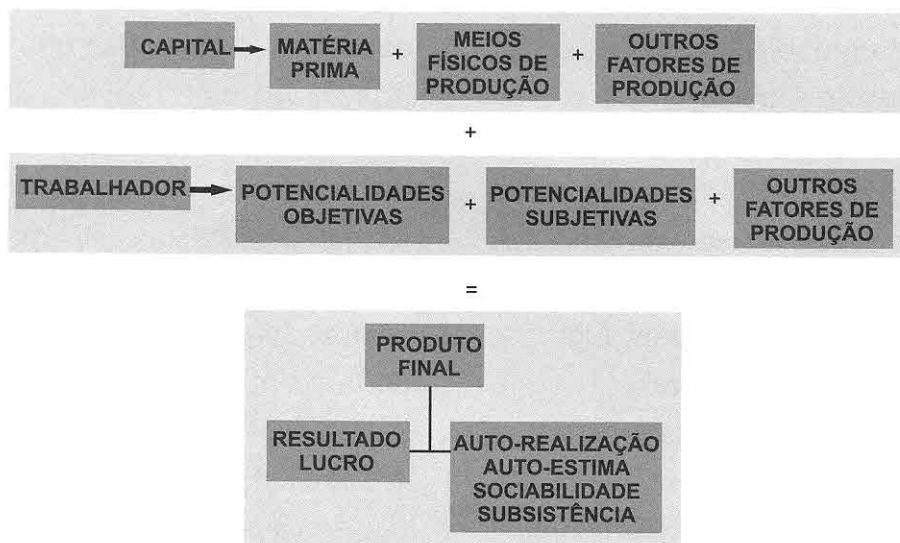 CAPITAL
MATÉRIA
PRIMA
+
MEIOS
FÍSICOS DE
PRODUÇÃO
+
OUTROS
FATORES DE
PRODUÇÃO
+
TRABALHADOR
POTENCIALIDADES
OBJETIVAS
+
POTENCIALIDADES
SUBJETIVAS
+
OUTROS
FATORES DE
PRODUÇÃO
=
PRODUTO
FINAL
RESULTADO
LUCRO
AUTO-REALIZAÇÃO
AUTO-ESTIMA
SOCIABILIDADE
SUBSISTÊNCIA